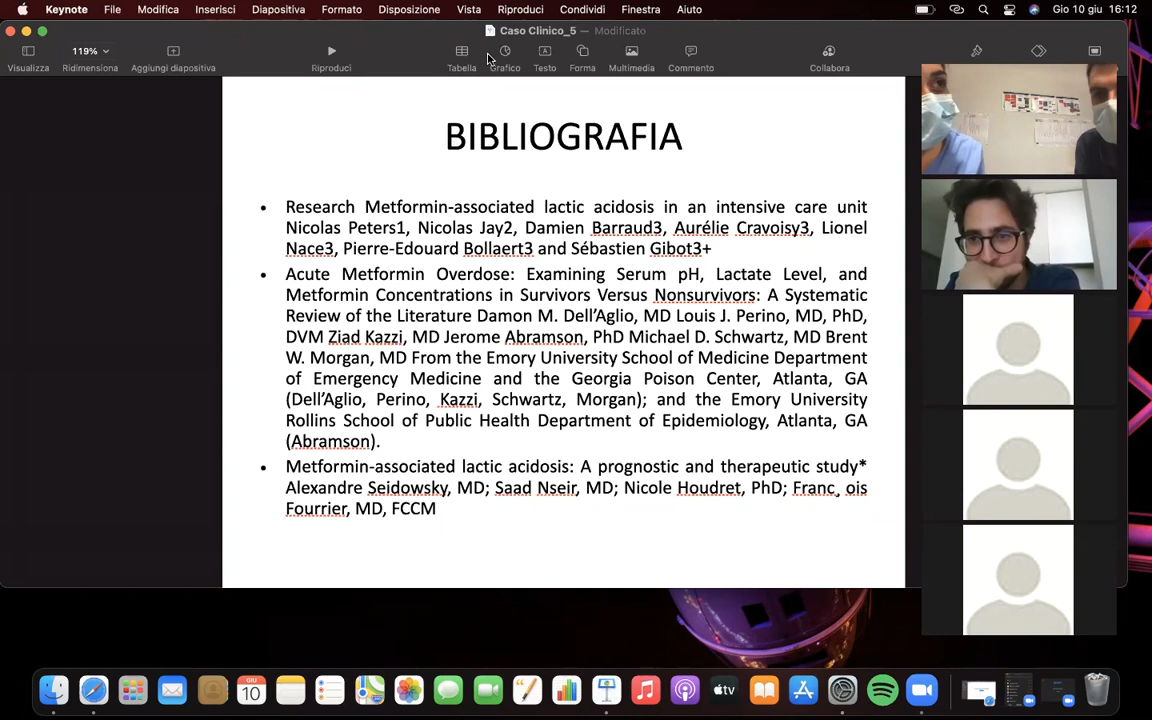 Keynote File Modifica Inserisci Diapositiva Formato Disposizione Vista Riproduci Condividi Finestra Aiuto Gio 10 giu 16:12
Caso Clinico_5 — Modificato
119%
Visualizza Ridimensiona Aggiungi diapositiva Riproduci Tabella Grafico Testo Forma Multimedia Commento Collabora
BIBLIOGRAFIA
• Research Metformin-associated lactic acidosis in an intensive care unit
Nicolas Peters1, Nicolas Jay2, Damien Barraud3, Aurélie Cravoisy3, Lionel
Nace3, Pierre-Edouard Bollaert3 and Sébastien Gibot3+
• Acute Metformin Overdose: Examining Serum pH, Lactate Level, and
Metformin Concentrations in Survivors Versus Nonsurvivors: A Systematic
Review of the Literature Damon M. Dell’Aglio, MD Louis J. Perino, MD, PhD,
DVM Ziad Kazzi, MD Jerome Abramson, PhD Michael D. Schwartz, MD Brent
W. Morgan, MD From the Emory University School of Medicine Department
of Emergency Medicine and the Georgia Poison Center, Atlanta, GA
(Dell’Aglio, Perino, Kazzi, Schwartz, Morgan); and the Emory University
Rollins School of Public Health Department of Epidemiology, Atlanta, GA
(Abramson).
• Metformin-associated lactic acidosis: A prognostic and therapeutic study*
Alexandre Seidowsky, MD; Saad Nseir, MD; Nicole Houdret, PhD; Franc¸ ois
Fourrier, MD, FCCM
GIU
10
tv